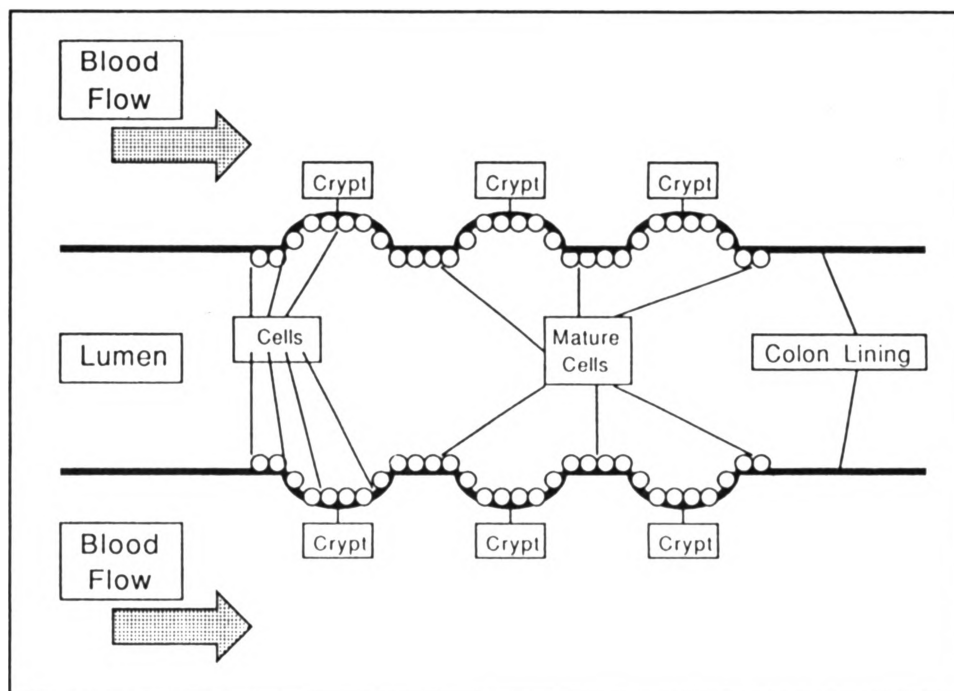 Blood
Flow
Crypt
Crypt
Crypt
Lumen
Cells
Mature
Cells
Colon Lining
Crypt
Crypt
Crypt
Blood
Flow